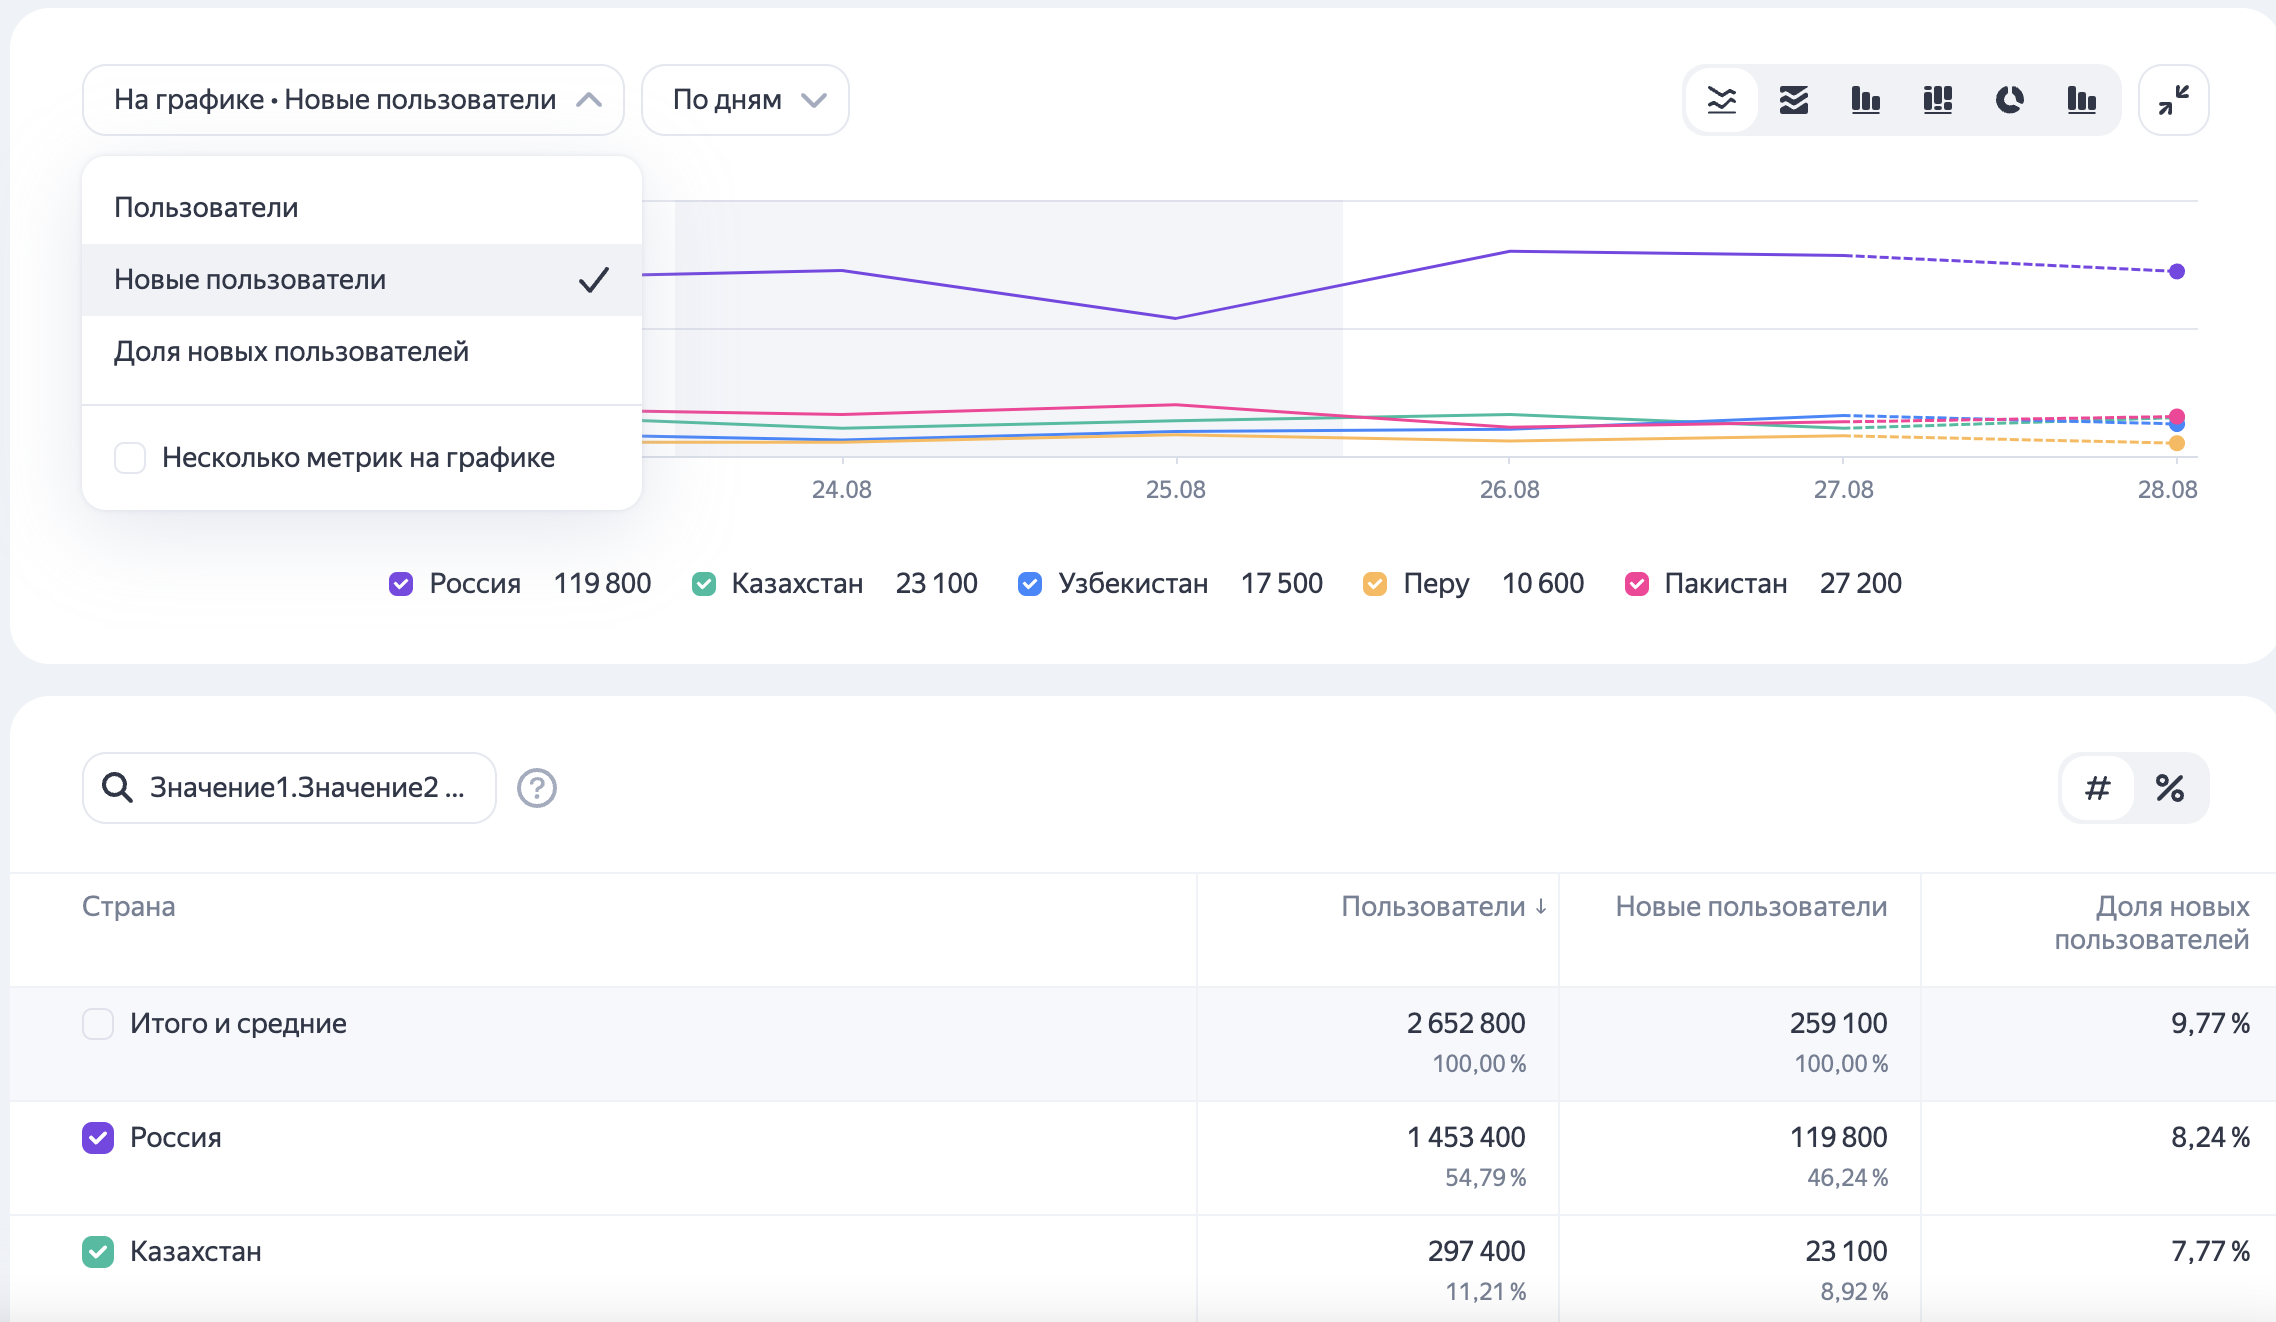 На графике • Новые пользователи
По дням
Пользователи
Новые пользователи
Доля новых пользователей
Несколько метрик на графике
24.08 25.08 26.08 27.08 28.08
Россия 119 800 Казахстан 23 100 Узбекистан 17 500 Перу 10 600 Пакистан 27 200
Значение1.Значение2 ...
?
# %
Страна Пользователи ↓ Новые пользователи Доля новых
пользователей
Итого и средние 2 652 800 259 100 9,77 %
100,00 % 100,00 %
Россия 1 453 400 119 800 8,24 %
54,79 % 46,24 %
Казахстан 297 400 23 100 7,77 %
11,21 % 8,92 %